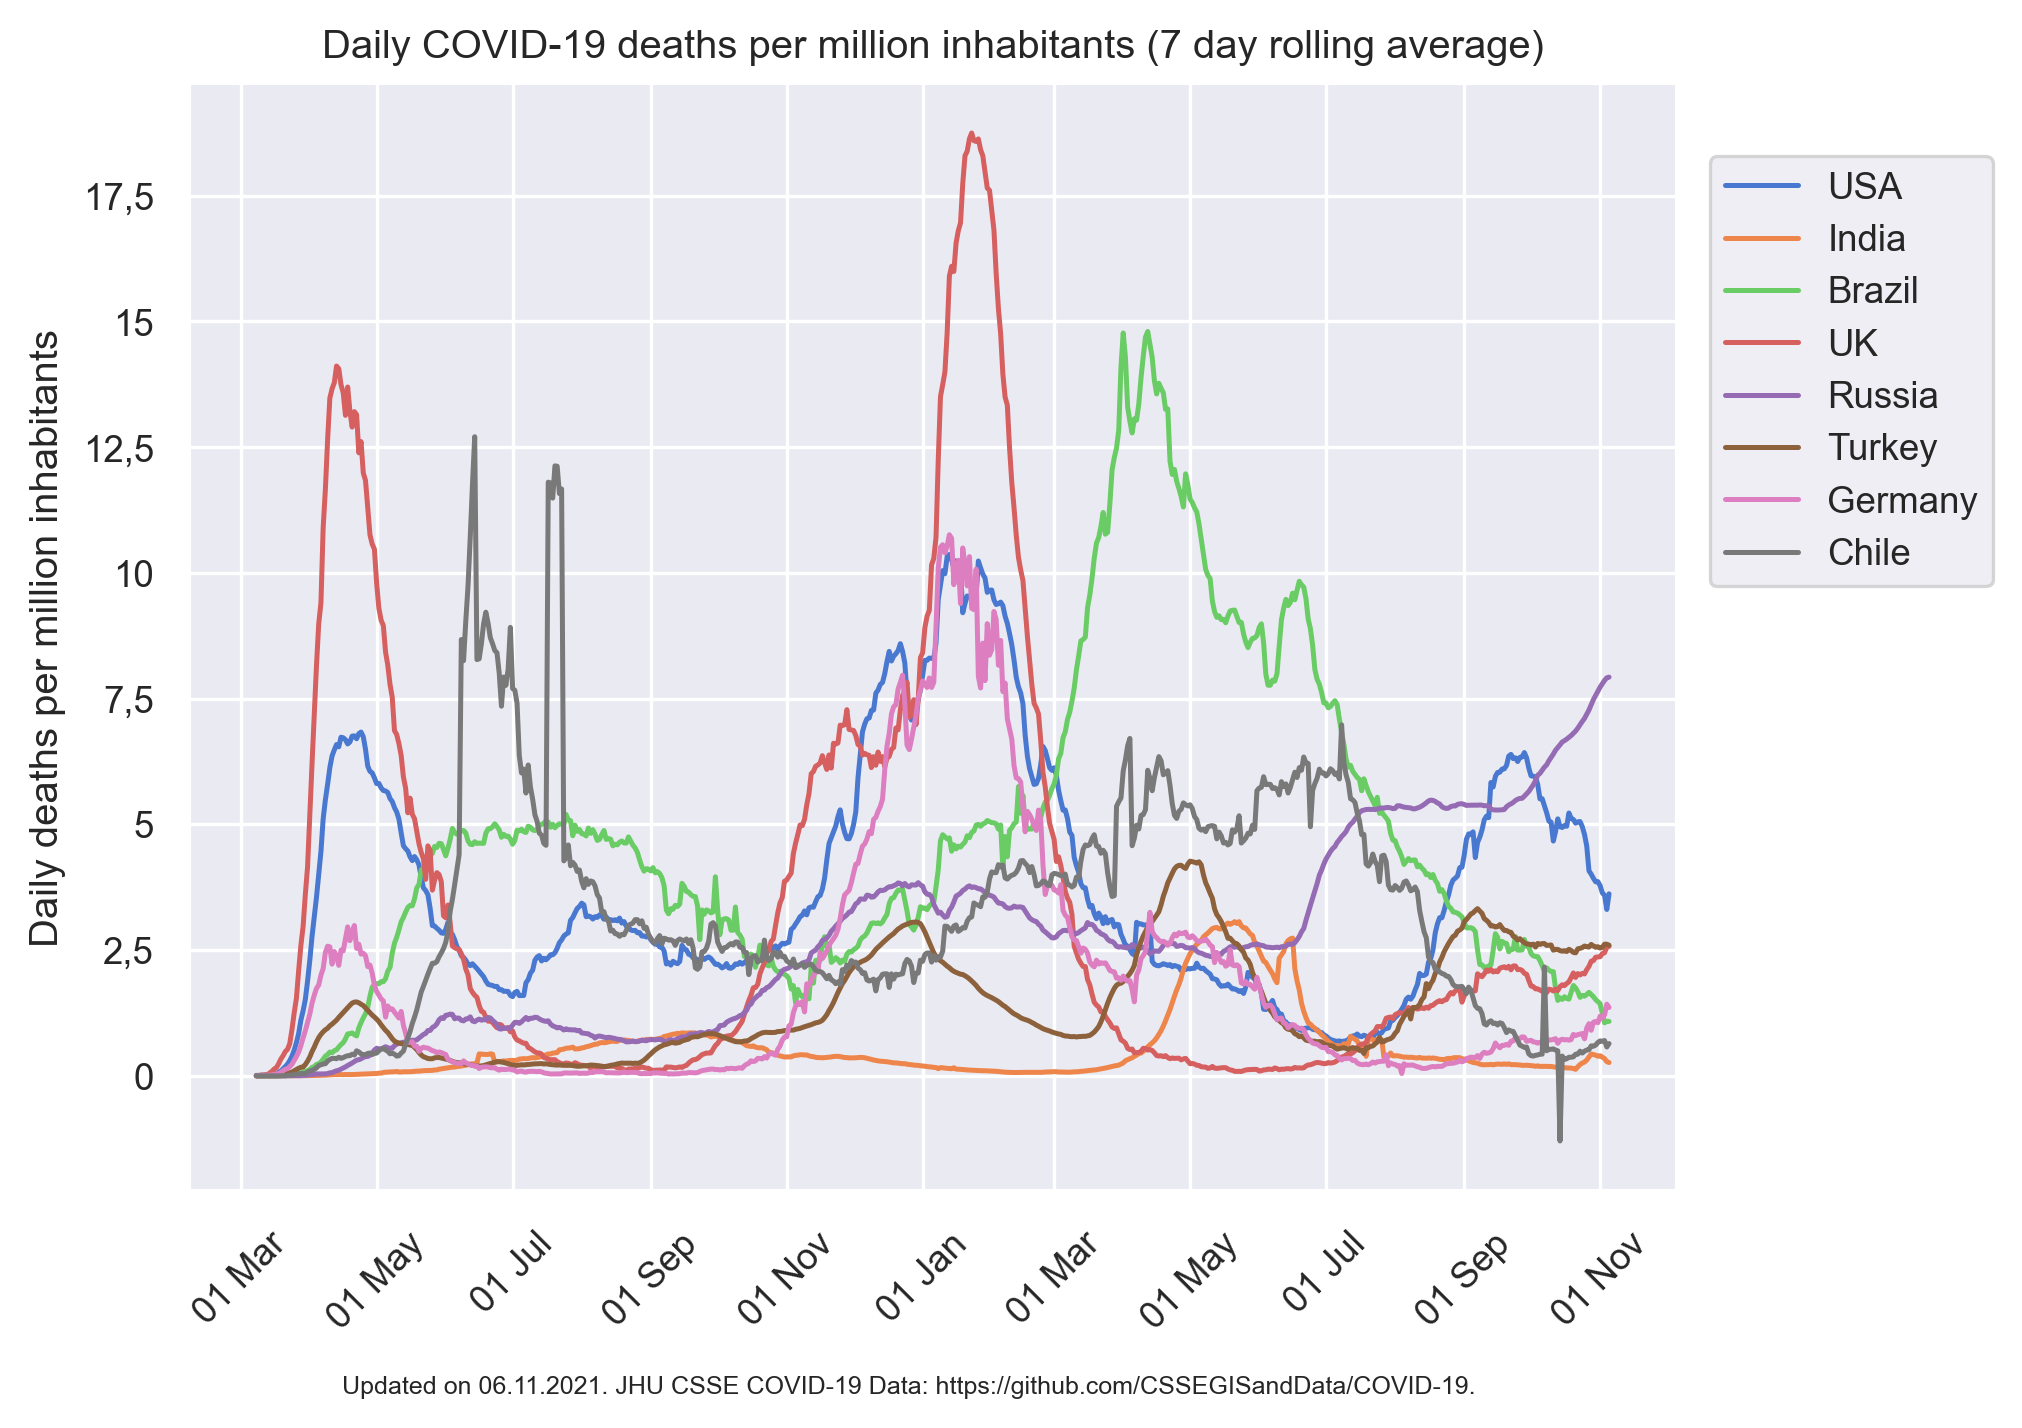 Daily COVID-19 deaths per million inhabitants (7 day rolling average)
Daily deaths per million inhabitants
17,5
15
12,5
10
7,5
5
2,5
0
01 Mar
01 May
01 Jul
01 Sep
01 Nov
01 Jan
01 Mar
01 May
01 Jul
01 Sep
01 Nov
USA
India
Brazil
UK
Russia
Turkey
Germany
Chile
Updated on 06.11.2021. JHU CSSE COVID-19 Data: https://github.com/CSSEGISandData/COVID-19.